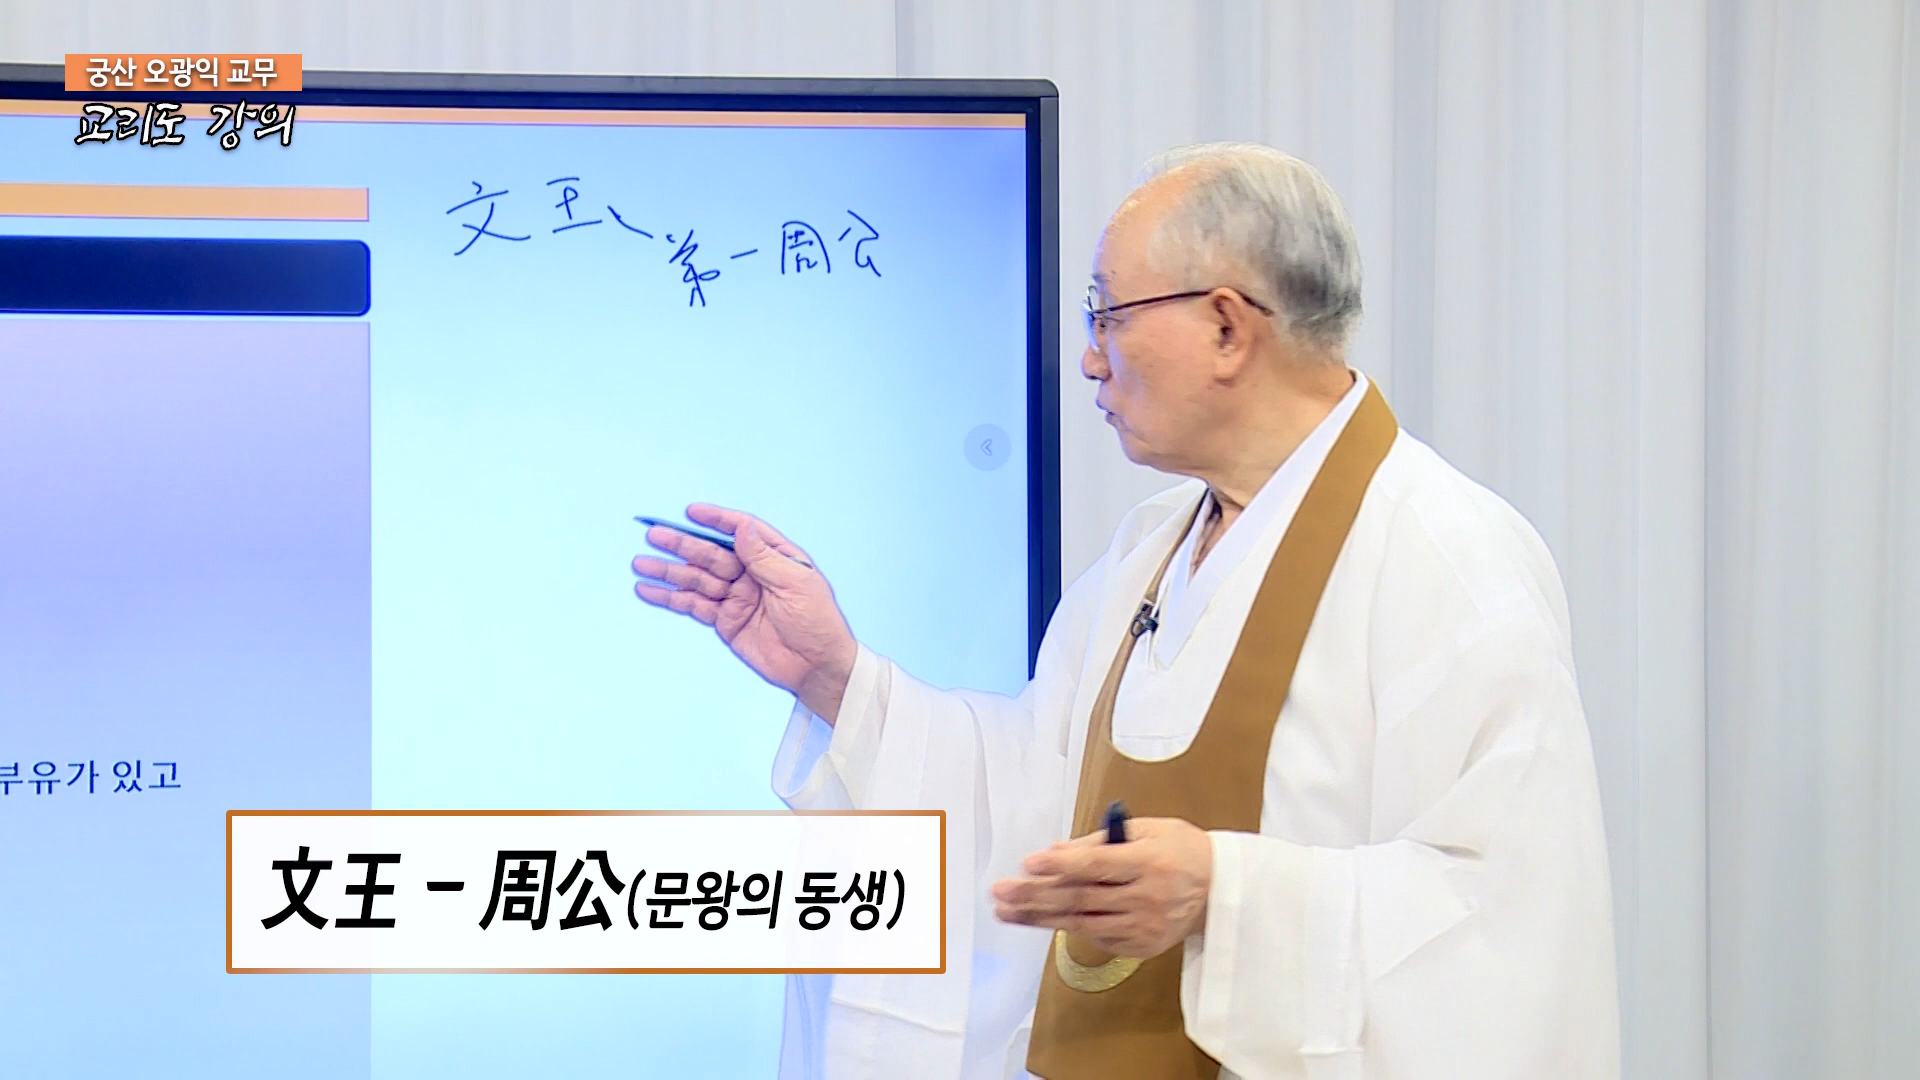 궁산 오광익 교무
교리도 강의
文王
弟-周公
부유가 있고
文王 - 周公(문왕의 동생)